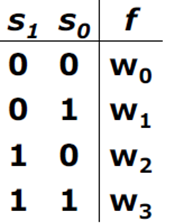 s₁ s₀ f
0 0 w₀
0 1 w₁
1 0 w₂
1 1 w₃